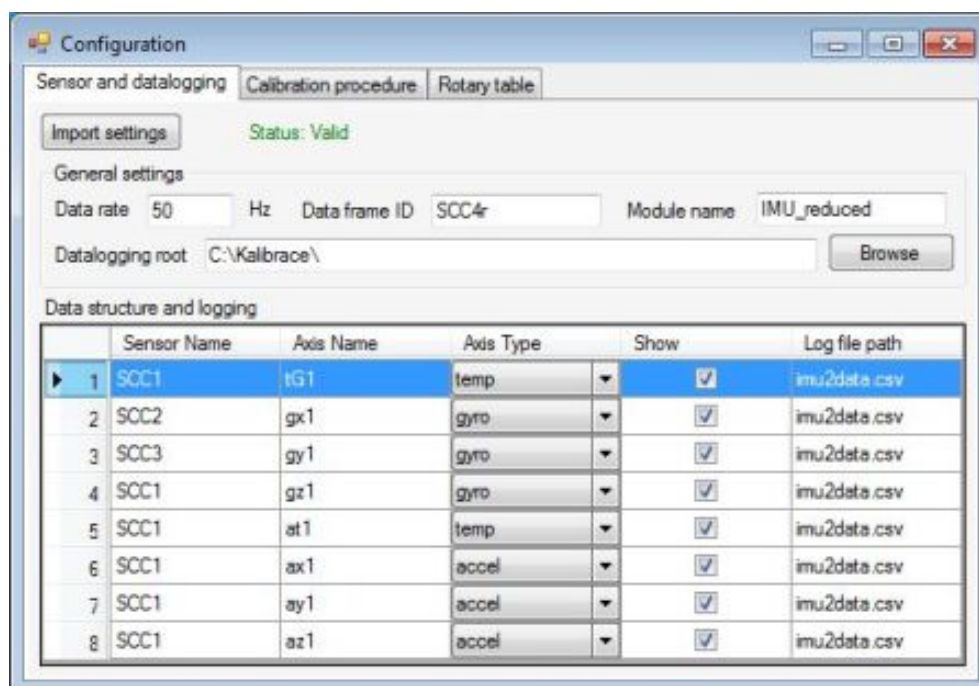 Configuration
Sensor and datalogging Calibration procedure Rotary table
Import settings Status: Valid
General settings
Data rate 50 Hz Data frame ID SCC4r Module name IMU_reduced
Datalogging root C:\Kalibrace\ Browse
Data structure and logging
Sensor Name Axis Name Axis Type Show Log file path
1 SCC1 tG1 temp imu2data.csv
2 SCC2 gx1 gyro imu2data.csv
3 SCC3 gy1 gyro imu2data.csv
4 SCC1 gz1 gyro imu2data.csv
5 SCC1 at1 temp imu2data.csv
6 SCC1 ax1 accel imu2data.csv
7 SCC1 ay1 accel imu2data.csv
8 SCC1 az1 accel imu2data.csv